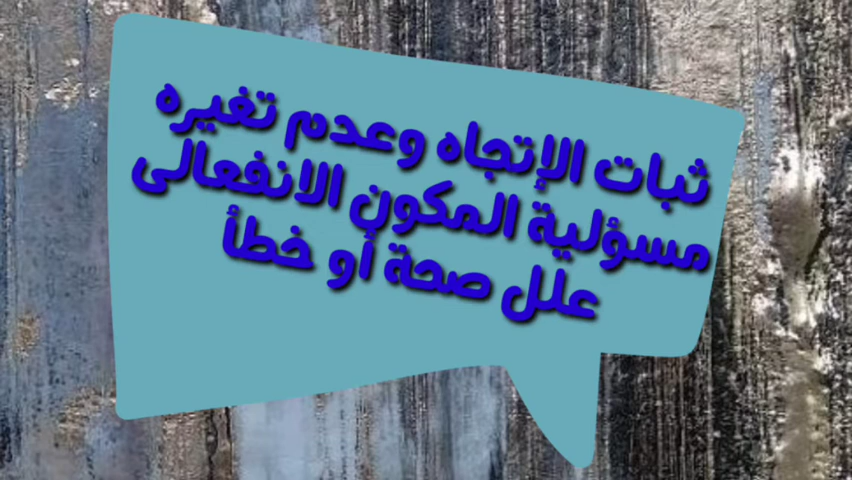 ثبات الإتجاه وعدم تغيره
مسؤلية المكون الانفعالى
علل صحة أو خطأ